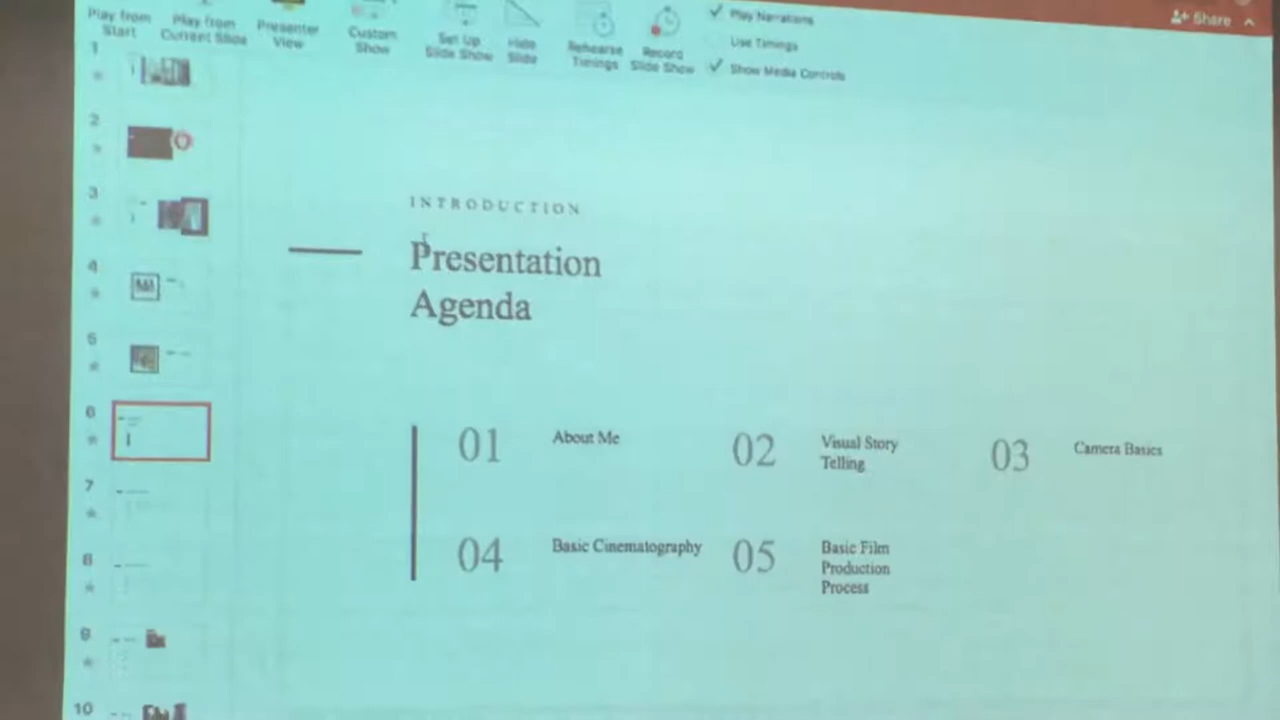 Play from
Start
Play from
Current Slide
Presenter
View
Custom
Show
Set Up
Slide Show
Hide
Slide
Rehearse
Timings
Record
Slide Show
Play Narrations
Use Timings
Show Media Controls
Share
1
2
3
4
5
6
7
8
9
10
INTRODUCTION
Presentation
Agenda
01
About Me
02
Visual Story
Telling
03
Camera Basics
04
Basic Cinematography
05
Basic Film
Production
Process